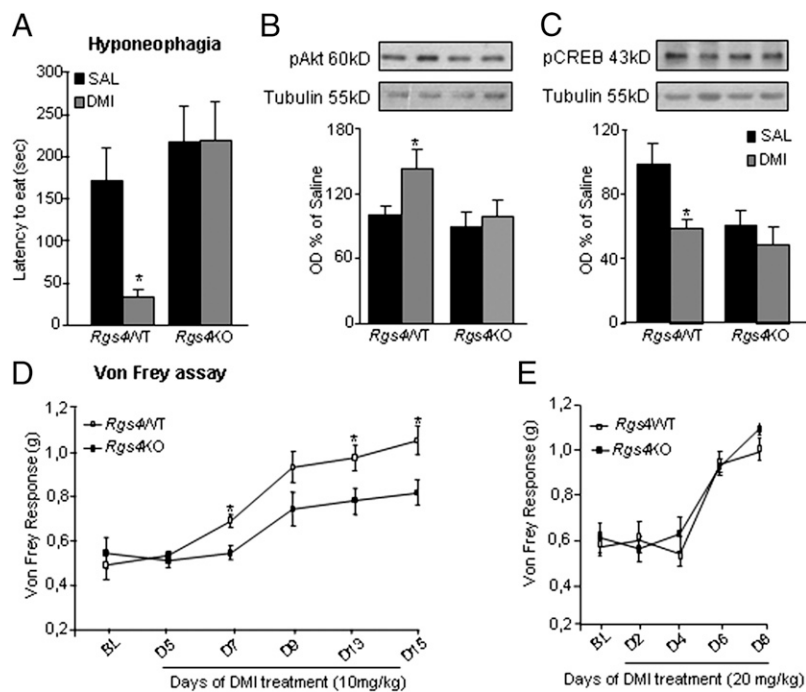 A
Hyponeophagia
Latency to eat (sec)
300
250
200
150
100
50
0
SAL
DMI
*
Rgs4WT
Rgs4KO
B
pAkt 60kD
Tubulin 55kD
OD % of Saline
180
120
60
0
*
Rgs4WT
Rgs4KO
C
pCREB 43kD
Tubulin 55kD
OD % of Saline
120
80
40
0
SAL
DMI
*
Rgs4WT
Rgs4KO
D
Von Frey assay
Von Frey Response (g)
1,2
1,0
0,8
0,6
0,4
0,2
Rgs4WT
Rgs4KO
*
*
*
BL D5 D7 D9 D13 D15
Days of DMI treatment (10mg/kg)
E
Von Frey Response (g)
1,2
1,0
0,8
0,6
0,4
0,2
Rgs4WT
Rgs4KO
BL D2 D4 D6 D8
Days of DMI treatment (20 mg/kg)